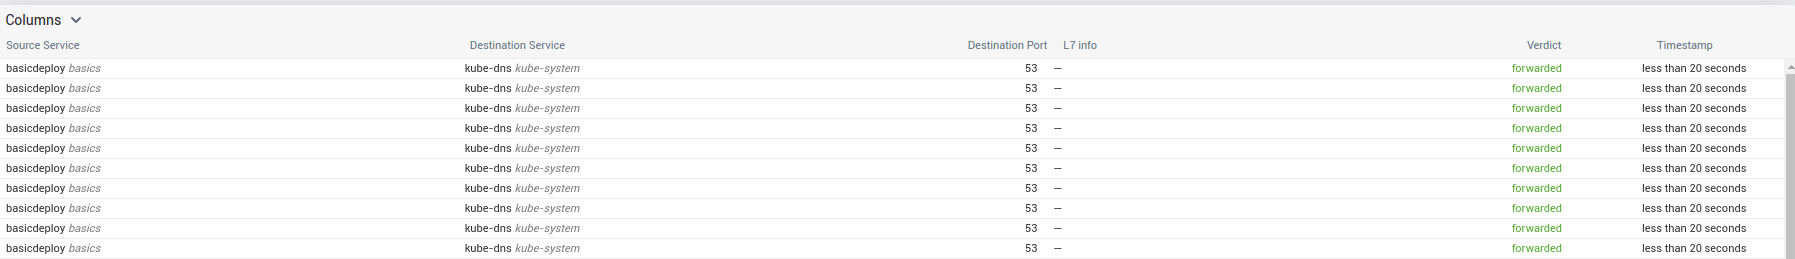 Columns
Source Service Destination Service Destination Port L7 info Verdict Timestamp
basicdeploy basics kube-dns kube-system 53 — forwarded less than 20 seconds
basicdeploy basics kube-dns kube-system 53 — forwarded less than 20 seconds
basicdeploy basics kube-dns kube-system 53 — forwarded less than 20 seconds
basicdeploy basics kube-dns kube-system 53 — forwarded less than 20 seconds
basicdeploy basics kube-dns kube-system 53 — forwarded less than 20 seconds
basicdeploy basics kube-dns kube-system 53 — forwarded less than 20 seconds
basicdeploy basics kube-dns kube-system 53 — forwarded less than 20 seconds
basicdeploy basics kube-dns kube-system 53 — forwarded less than 20 seconds
basicdeploy basics kube-dns kube-system 53 — forwarded less than 20 seconds
basicdeploy basics kube-dns kube-system 53 — forwarded less than 20 seconds